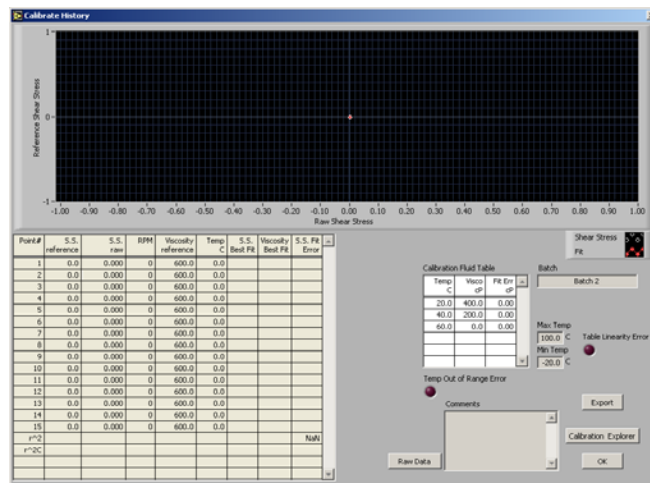 Calibrate History
1
0
-1
Reference Shear Stress
-1.00 -0.90 -0.80 -0.70 -0.60 -0.50 -0.40 -0.30 -0.20 -0.10 0.00 0.10 0.20 0.30 0.40 0.50 0.60 0.70 0.80 0.90 1.00
Raw Shear Stress
Shear Stress
Fit
Point# S.S. reference S.S. raw RPM Viscosity reference Temp C S.S. Best Fit Viscosity Best Fit S.S. Fit Error
1 0.0 0.000 0 600.0 0.0
2 0.0 0.000 0 600.0 0.0
3 0.0 0.000 0 600.0 0.0
4 0.0 0.000 0 600.0 0.0
5 0.0 0.000 0 600.0 0.0
6 0.0 0.000 0 600.0 0.0
7 0.0 0.000 0 600.0 0.0
8 0.0 0.000 0 600.0 0.0
9 0.0 0.000 0 600.0 0.0
10 0.0 0.000 0 600.0 0.0
11 0.0 0.000 0 600.0 0.0
12 0.0 0.000 0 600.0 0.0
13 0.0 0.000 0 600.0 0.0
14 0.0 0.000 0 600.0 0.0
15 0.0 0.000 0 600.0 0.0
r^2 NaN
r^2C
Calibration Fluid Table
Temp C Visco cP Fit Err cP
20.0 400.0 0.00
40.0 200.0 0.00
60.0 0.0 0.00
Batch
Batch 2
Max Temp
100.0 C
Min Temp
-20.0 C
Table Linearity Error
Temp Out of Range Error
Comments
Export
Calibration Explorer
Raw Data
OK